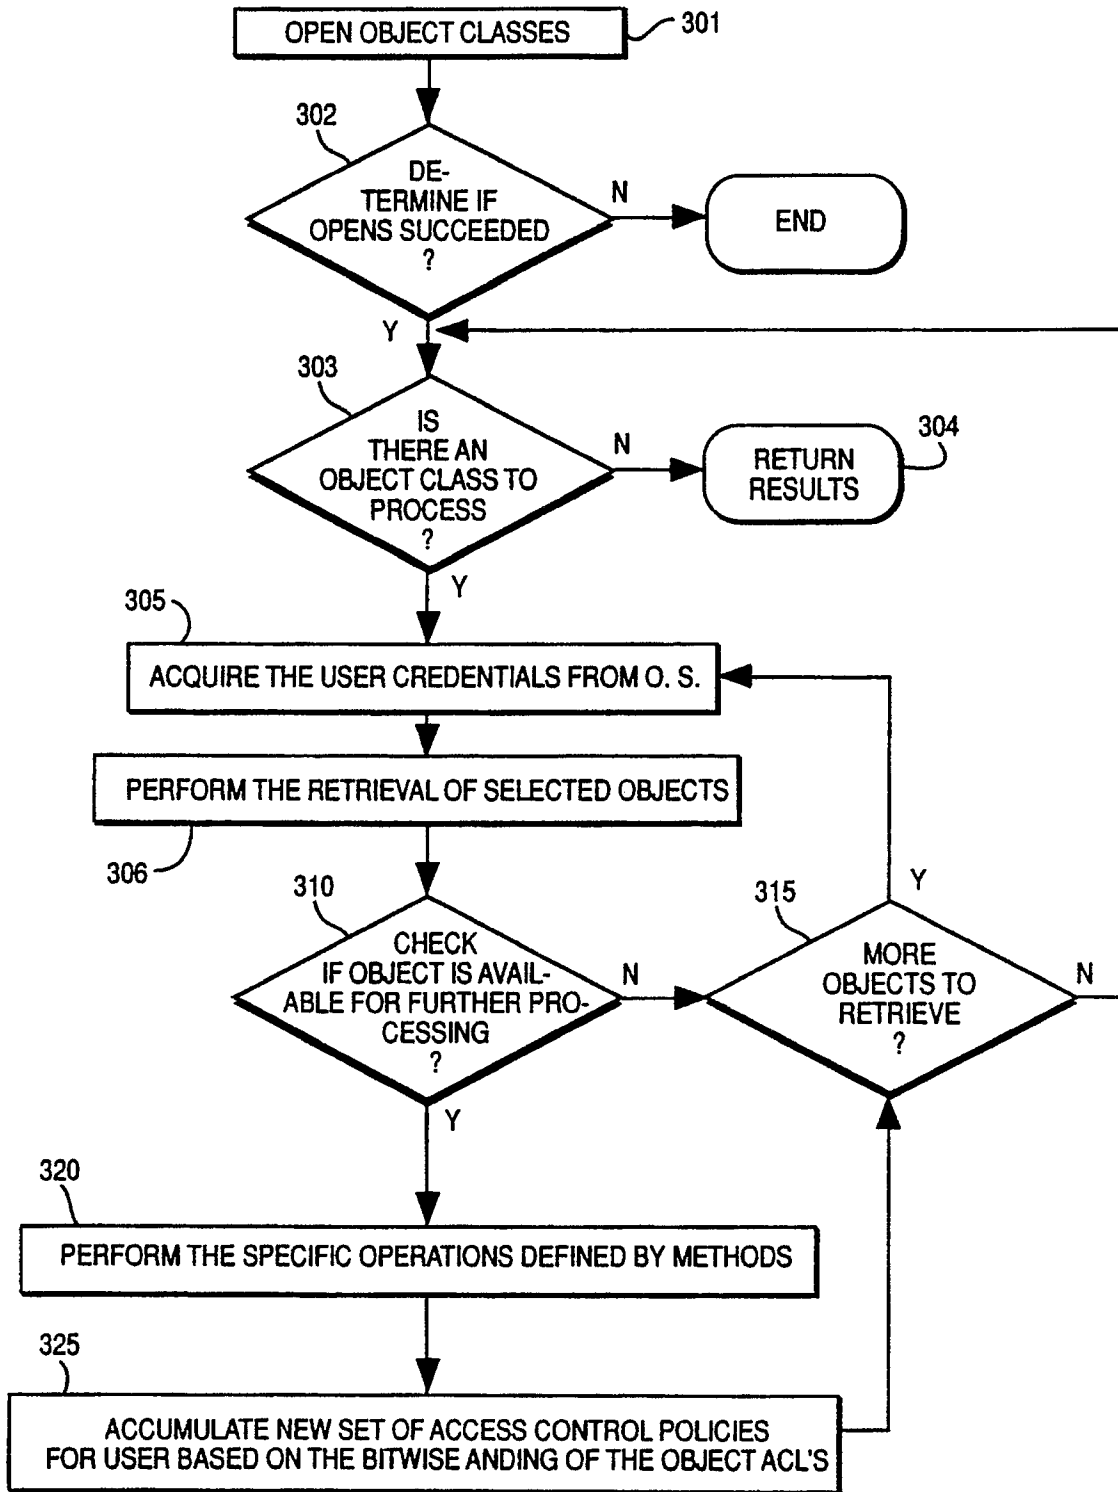 OPEN OBJECT CLASSES
301
302
DE-
TERMINE IF
OPENS SUCCEEDED
?
N
END
Y
303
IS
THERE AN
OBJECT CLASS TO
PROCESS
?
N
RETURN
RESULTS
304
Y
305
ACQUIRE THE USER CREDENTIALS FROM O. S.
PERFORM THE RETRIEVAL OF SELECTED OBJECTS
306
310
CHECK
IF OBJECT IS AVAIL-
ABLE FOR FURTHER PRO-
CESSING
?
N
Y
315
MORE
OBJECTS TO
RETRIEVE
?
Y
N
320
PERFORM THE SPECIFIC OPERATIONS DEFINED BY METHODS
325
ACCUMULATE NEW SET OF ACCESS CONTROL POLICIES
FOR USER BASED ON THE BITWISE ANDING OF THE OBJECT ACL'S